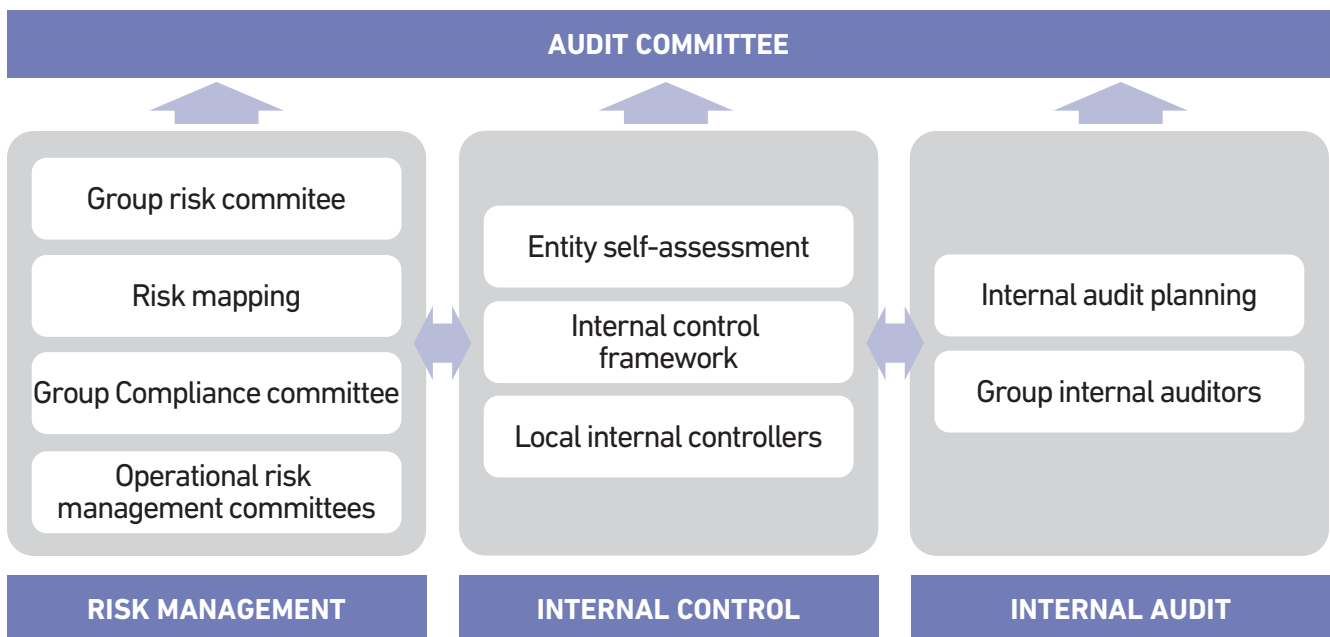 AUDIT COMMITTEE
Group risk commitee
Risk mapping
Group Compliance committee
Operational risk
management committees
Entity self-assessment
Internal control
framework
Local internal controllers
Internal audit planning
Group internal auditors
RISK MANAGEMENT
INTERNAL CONTROL
INTERNAL AUDIT